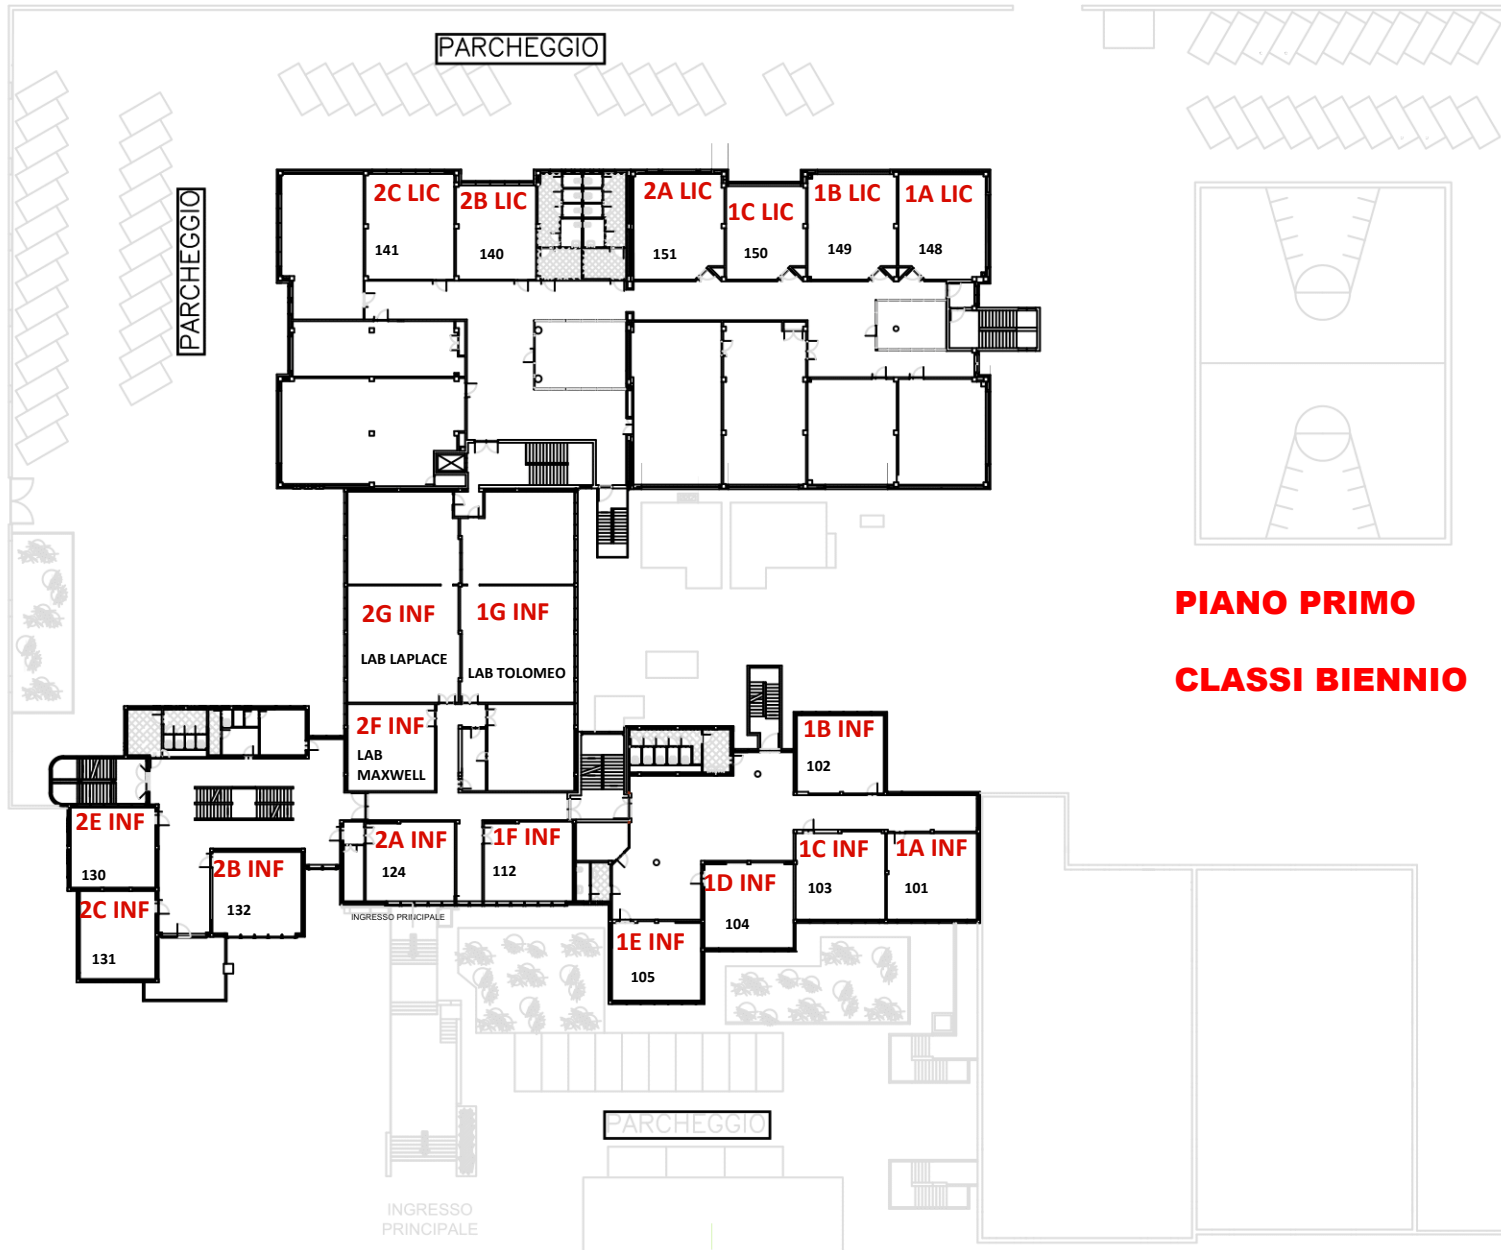 PARCHEGGIO
PARCHEGGIO
2C LIC
141
2B LIC
140
2A LIC
151
1C LIC
150
1B LIC
149
1A LIC
148
PIANO PRIMO
CLASSI BIENNIO
2G INF
LAB LAPLACE
1G INF
LAB TOLOMEO
2F INF
LAB
MAXWELL
1B INF
102
2E INF
130
2B INF
132
2C INF
131
2A INF
124
1F INF
112
1C INF
103
1A INF
101
1D INF
104
1E INF
105
INGRESSO PRINCIPALE
PARCHEGGIO
INGRESSO
PRINCIPALE